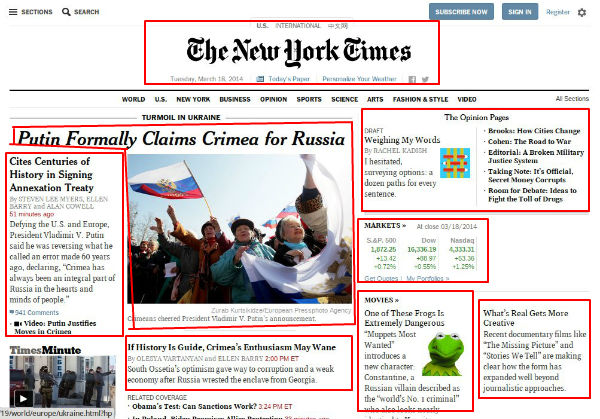 SECTIONS SEARCH
U.S. INTERNATIONAL 中文网
SUBSCRIBE NOW SIGN IN Register
The New York Times
Tuesday, March 18, 2014 Today's Paper Personalize Your Weather
WORLD U.S. NEW YORK BUSINESS OPINION SPORTS SCIENCE ARTS FASHION & STYLE VIDEO All Sections
TURMOIL IN UKRAINE
Putin Formally Claims Crimea for Russia
Cites Centuries of
History in Signing
Annexation Treaty
By STEVEN LEE MYERS, ELLEN
BARRY and ALAN COWELL
51 minutes ago
Defying the U.S. and Europe,
President Vladimir V. Putin
said he was reversing what he
called an error made 60 years
ago, declaring, “Crimea has
always been an integral part of
Russia in the hearts and
minds of people.”
941 Comments
Video: Putin Justifies
Moves in Crimea
Zurab Kurtsikidze/European Pressphoto Agency
Crimeans cheered President Vladimir V. Putin's announcement.
TimesMinute
19/world/europe/ukraine.html?hp
If History Is Guide, Crimea's Enthusiasm May Wane
By OLESYA VARTANYAN and ELLEN BARRY 2:00 PM ET
South Ossetia's optimism gave way to corruption and a weak
economy after Russia wrested the enclave from Georgia.
RELATED COVERAGE
· Obama's Test: Can Sanctions Work? 3:24 PM ET
The Opinion Pages
DRAFT
Weighing My Words
By RACHEL KADISH
I hesitated,
surveying options: a
dozen paths for every
sentence.
· Brooks: How Cities Change
· Cohen: The Road to War
· Editorial: A Broken Military
Justice System
· Taking Note: It's Official,
Secret Money Corrupts
· Room for Debate: Ideas to
Fight the Toll of Drugs
MARKETS » At close 03/18/2014
S.&P. 500 Dow Nasdaq
1,872.25 16,336.19 4,333.31
+13.42 +88.97 +53.36
+0.72% +0.55% +1.25%
Get Quotes My Portfolios »
MOVIES »
One of These Frogs Is
Extremely Dangerous
“Muppets Most
Wanted”
introduces a
new character:
Constantine, a
Russian villain described as
the “world's No. 1 criminal”
What's Real Gets More
Creative
Recent documentary films like
“The Missing Picture” and
“Stories We Tell” are making
clear how the form has
expanded well beyond
journalistic approaches.